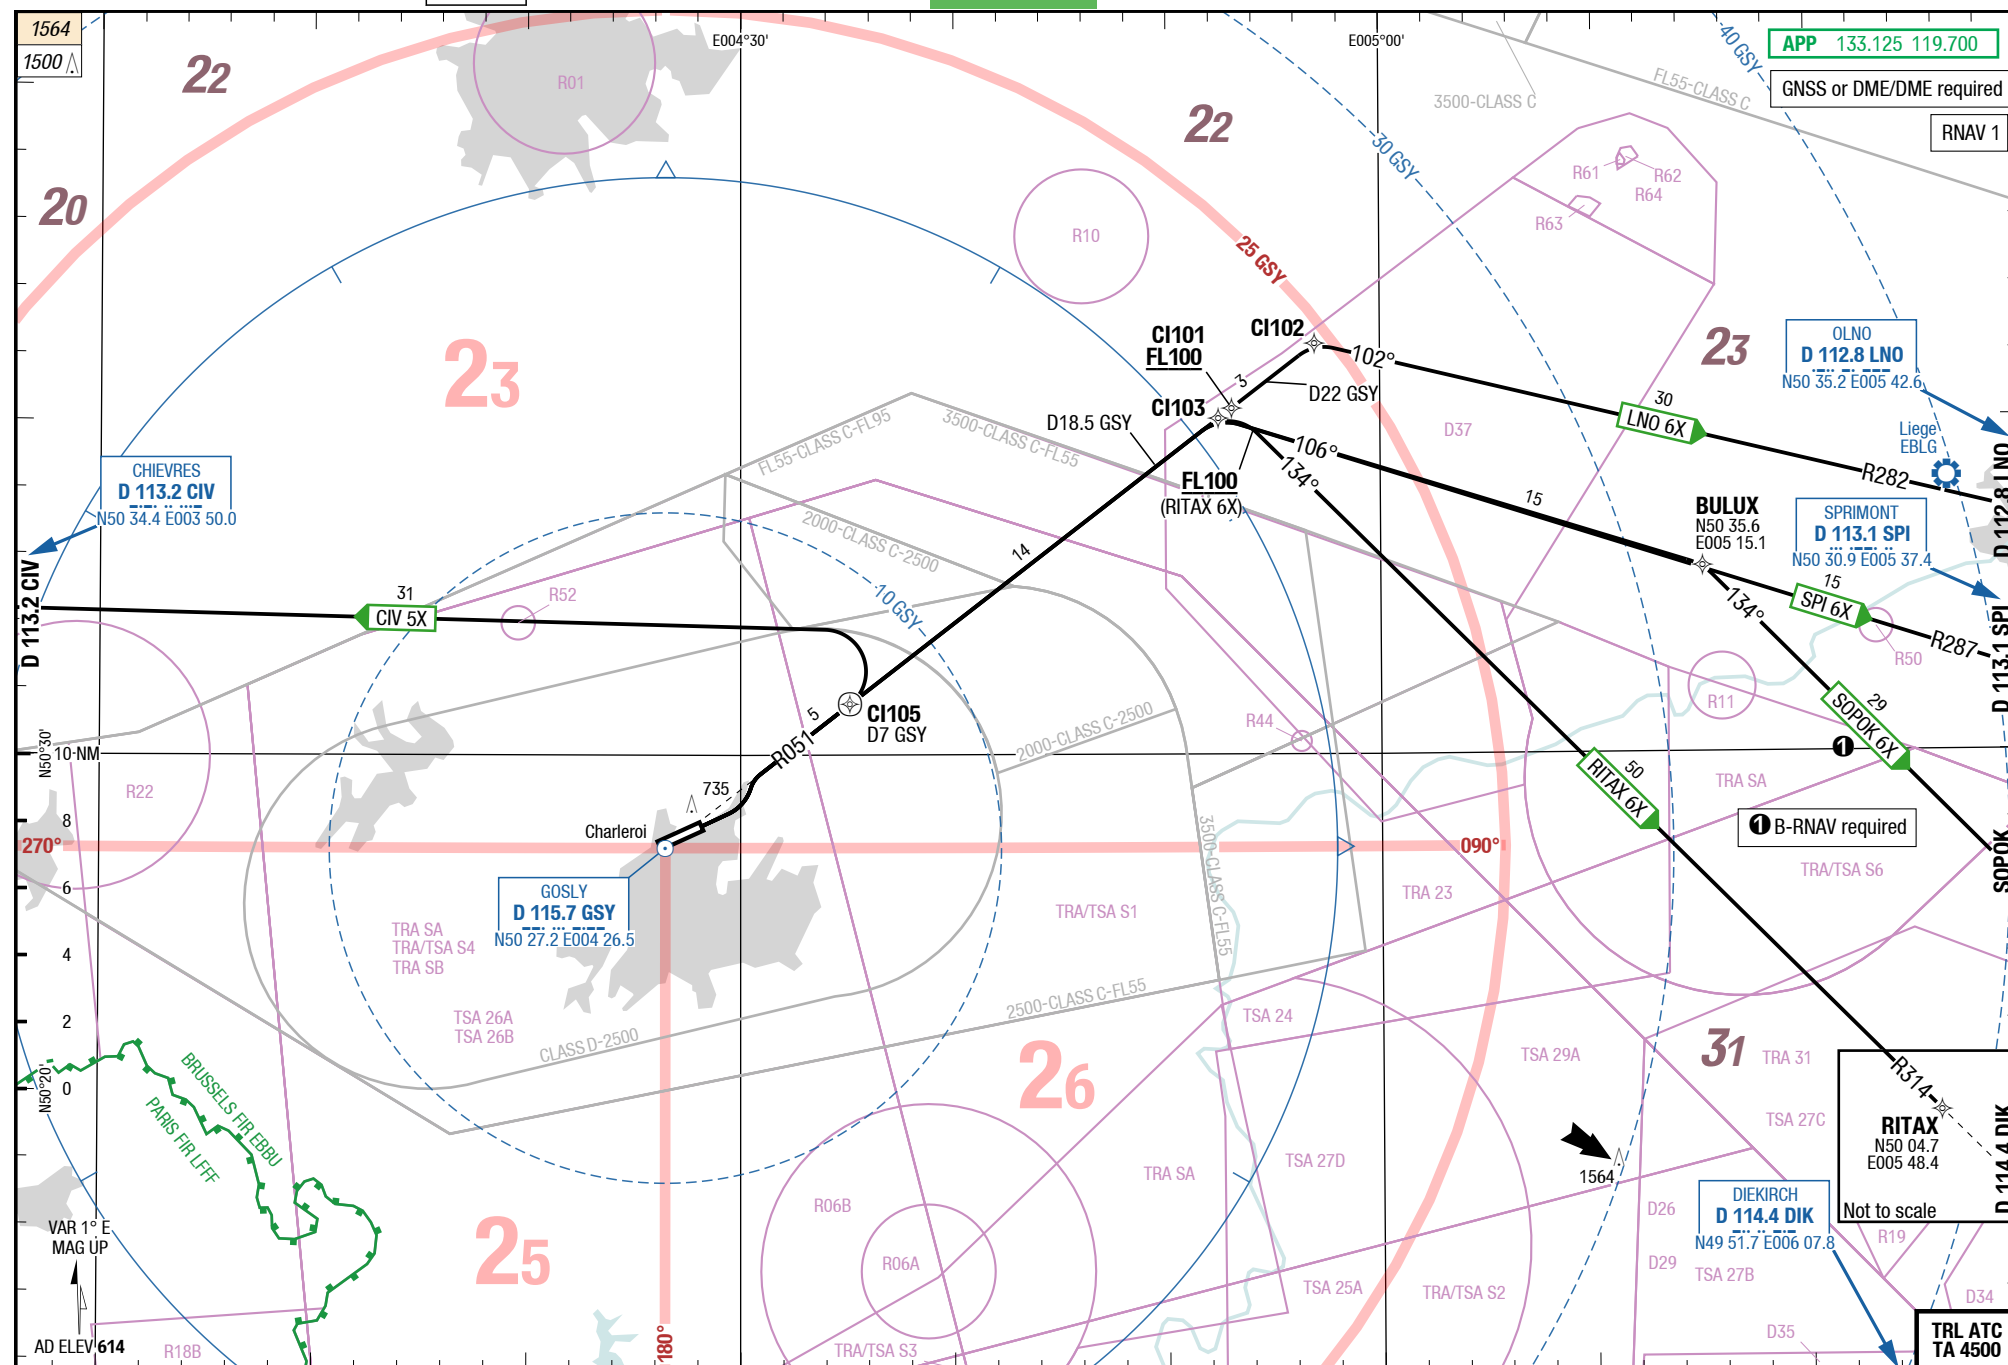 1564
1500
22
E004°30'
E005°00'
40 GSY
APP 133.125 119.700
GNSS or DME/DME required
RNAV 1
FL55-CLASS C
3500-CLASS C
R01
22
30 GSY
R61
R62
R64
R63
20
R10
25 GSY
23
CI101
FL100
CI102
102°
3
D22 GSY
23
OLNO
D 112.8 LNO
N50 35.2 E005 42.6
30
LNO 6X
R282
Liege
EBLG
D 112.8 LNO
CI103
D18.5 GSY
FL55-CLASS C-FL95
3500-CLASS C-FL55
106°
134°
D37
FL100
(RITAX 6X)
15
CHIEVRES
D 113.2 CIV
N50 34.4 E003 50.0
BULUX
N50 35.6
E005 15.1
SPRIMONT
D 113.1 SPI
N50 30.9 E005 37.4
2000-CLASS C-2500
14
10 GSY
D 113.2 CIV
31
CIV 5X
R52
15
SPI 6X
134°
R287
R50
D 113.1 SPI
CI105
D7 GSY
5
R051
2000-CLASS C-2500
R44
R11
29
SOPOK 6X
1
50
RITAX 6X
TRA SA
N50°30'
10 NM
R22
735
8
Charleroi
270°
090°
1 B-RNAV required
3500-CLASS C-FL55
TRA/TSA S6
SOPOK
6
GOSLY
D 115.7 GSY
N50 27.2 E004 26.5
TRA 23
TRA/TSA S1
TRA SA
TRA/TSA S4
TRA SB
4
2
0
N50°20'
TSA 26A
TSA 26B
CLASS D-2500
2500-CLASS C-FL55
TSA 24
TSA 29A
31
TRA 31
26
R314
BRUSSELS FIR EBBU
PARIS FIR LFFF
TSA 27C
RITAX
N50 04.7
E005 48.4
Not to scale
D 114.4 DIK
TRA SA
TSA 27D
1564
DIEKIRCH
D 114.4 DIK
N49 51.7 E006 07.8
D26
R06B
R06A
VAR 1° E
MAG UP
25
D29
TSA 27B
R19
TSA 25A
TRA/TSA S2
D34
AD ELEV 614
R18B
180°
TRA/TSA S3
D35
TRL ATC
TA 4500